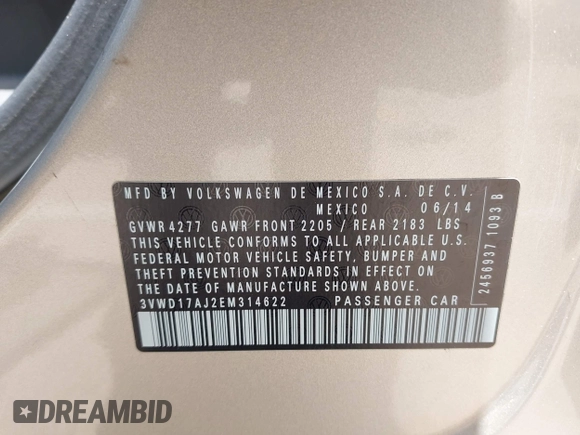 MFD BY VOLKSWAGEN DE MEXICO S.A. DE C.V.
MEXICO 06/14
GVWR 4277 GAWR FRONT 2205 / REAR 2183 LBS
THIS VEHICLE CONFORMS TO ALL APPLICABLE U.S.
FEDERAL MOTOR VEHICLE SAFETY, BUMPER AND
THEFT PREVENTION STANDARDS IN EFFECT ON
THE DATE OF MANUFACTURE SHOWN ABOVE.
3VWD17AJ2EM314622 PASSENGER CAR
2456937 1093 B
DREAMBID